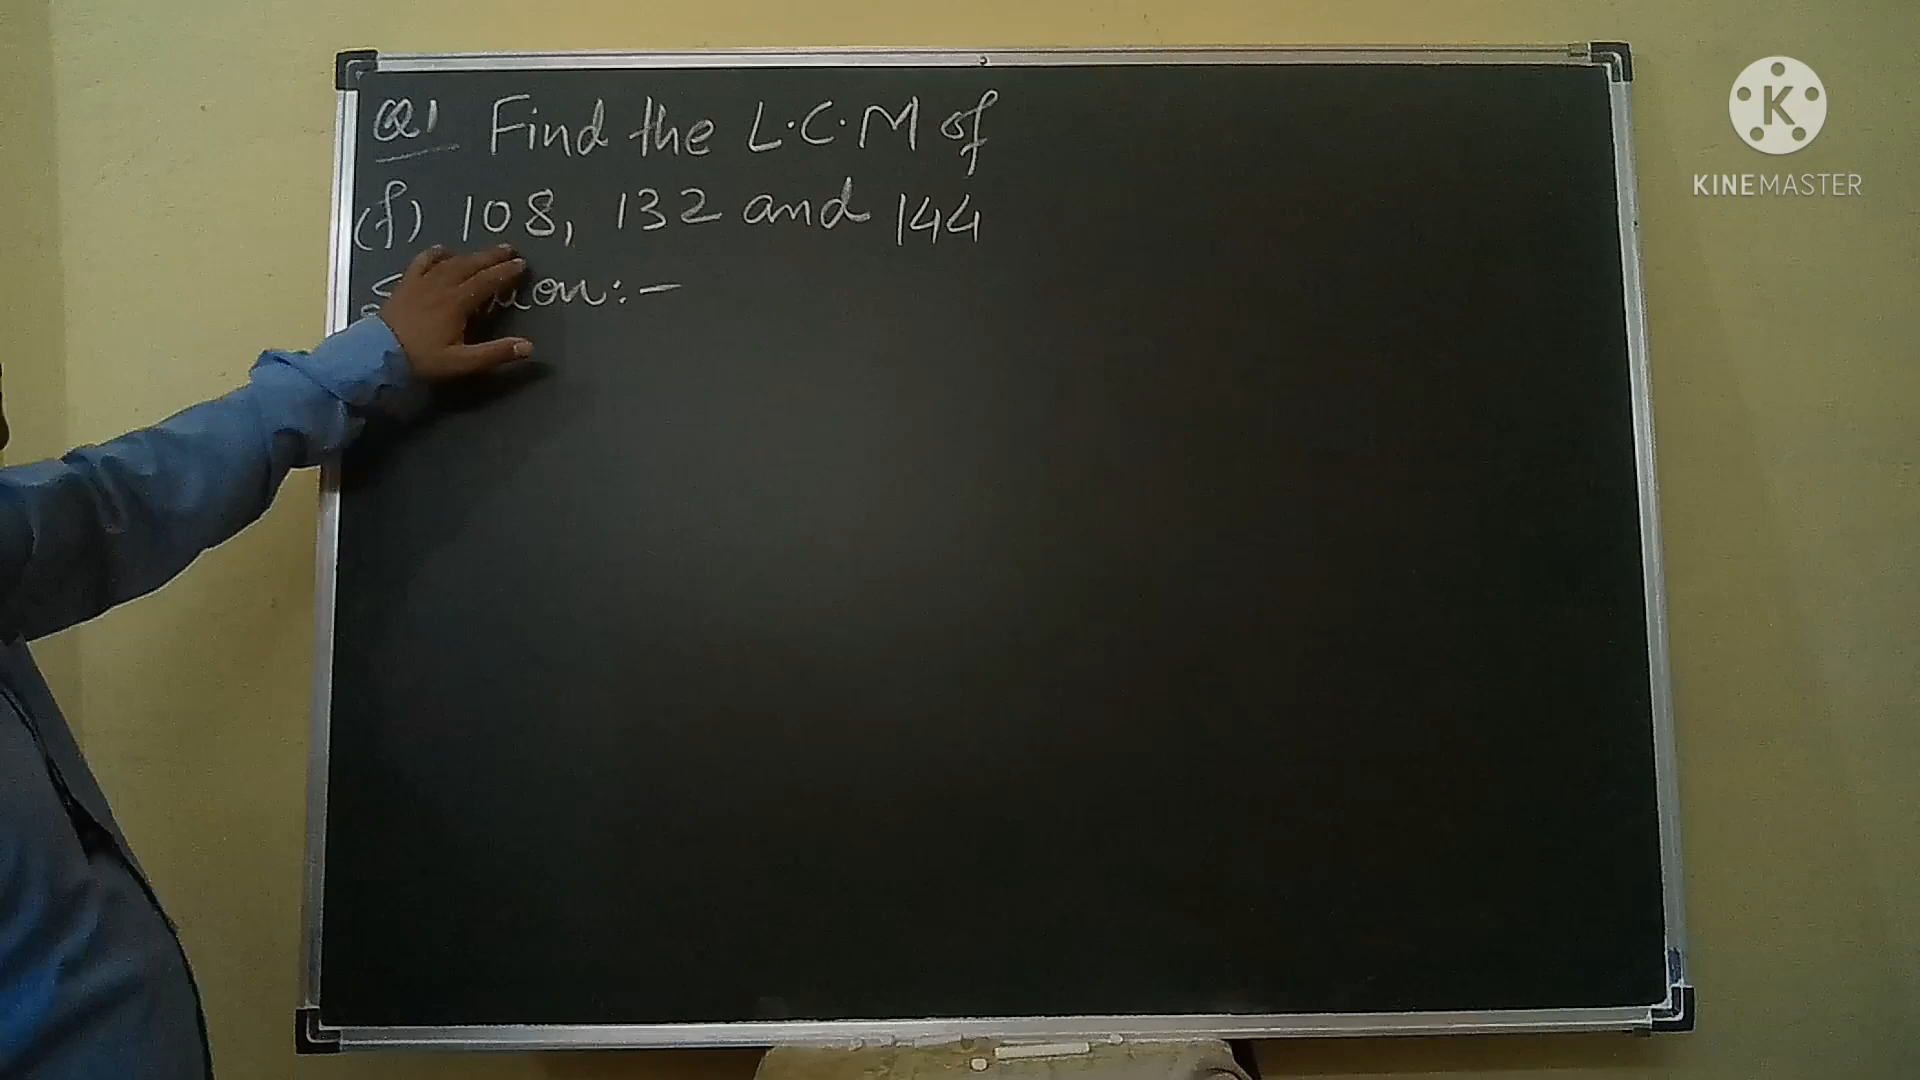 Q1 Find the L.C.M of
(f) 108, 132 and 144
:-
K
KINEMASTER